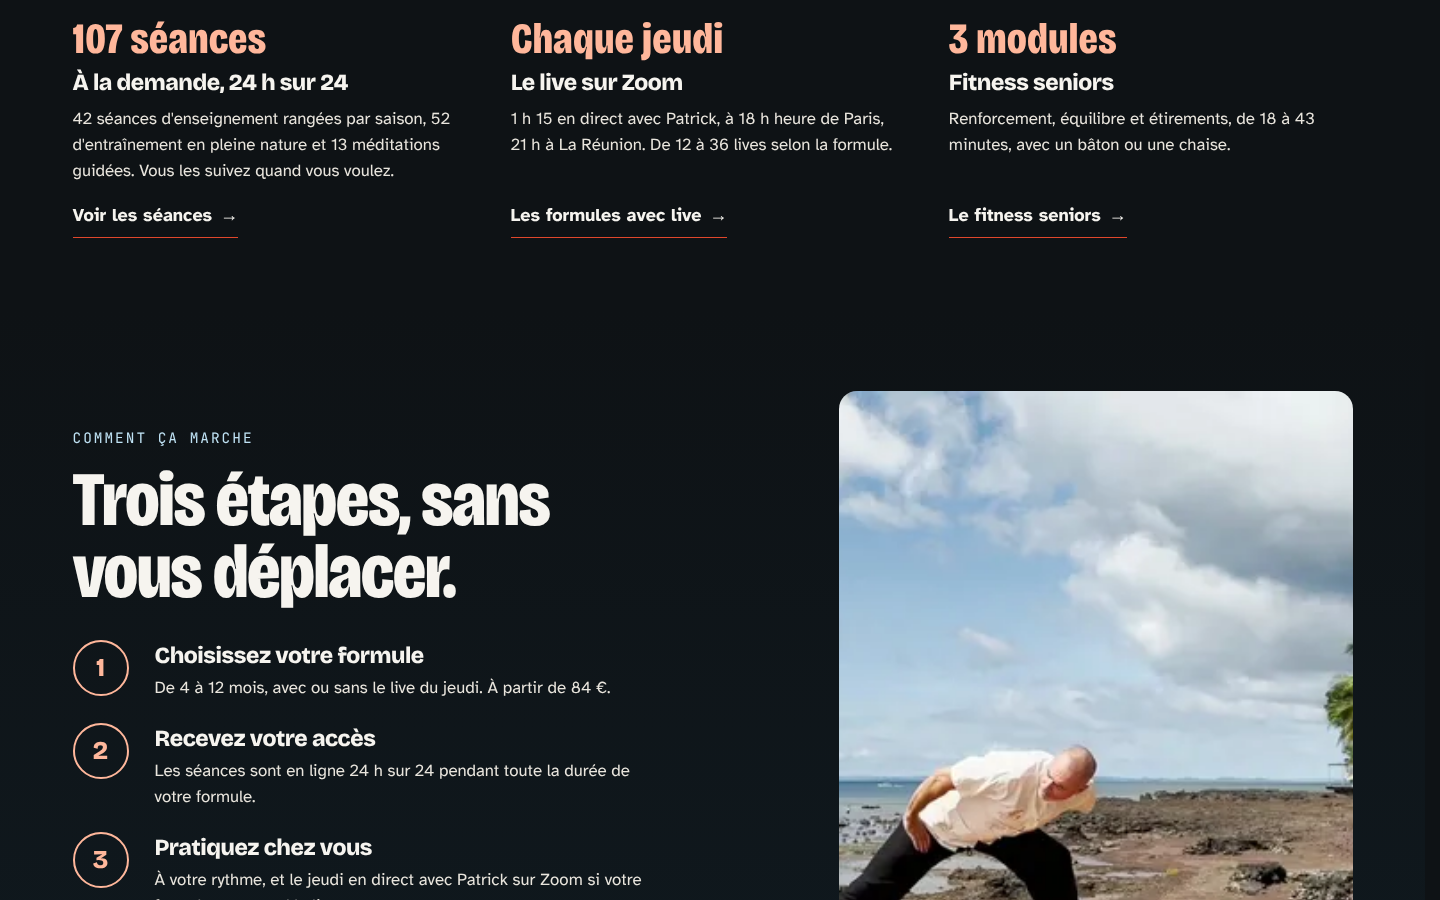 107 séances
À la demande, 24 h sur 24
42 séances d'enseignement rangées par saison, 52
d'entraînement en pleine nature et 13 méditations
guidées. Vous les suivez quand vous voulez.
Voir les séances →
Chaque jeudi
Le live sur Zoom
1 h 15 en direct avec Patrick, à 18 h heure de Paris,
21 h à La Réunion. De 12 à 36 lives selon la formule.
Les formules avec live →
3 modules
Fitness seniors
Renforcement, équilibre et étirements, de 18 à 43
minutes, avec un bâton ou une chaise.
Le fitness seniors →
COMMENT ÇA MARCHE
Trois étapes, sans
vous déplacer.
1
Choisissez votre formule
De 4 à 12 mois, avec ou sans le live du jeudi. À partir de 84 €.
2
Recevez votre accès
Les séances sont en ligne 24 h sur 24 pendant toute la durée de
votre formule.
3
Pratiquez chez vous
À votre rythme, et le jeudi en direct avec Patrick sur Zoom si votre